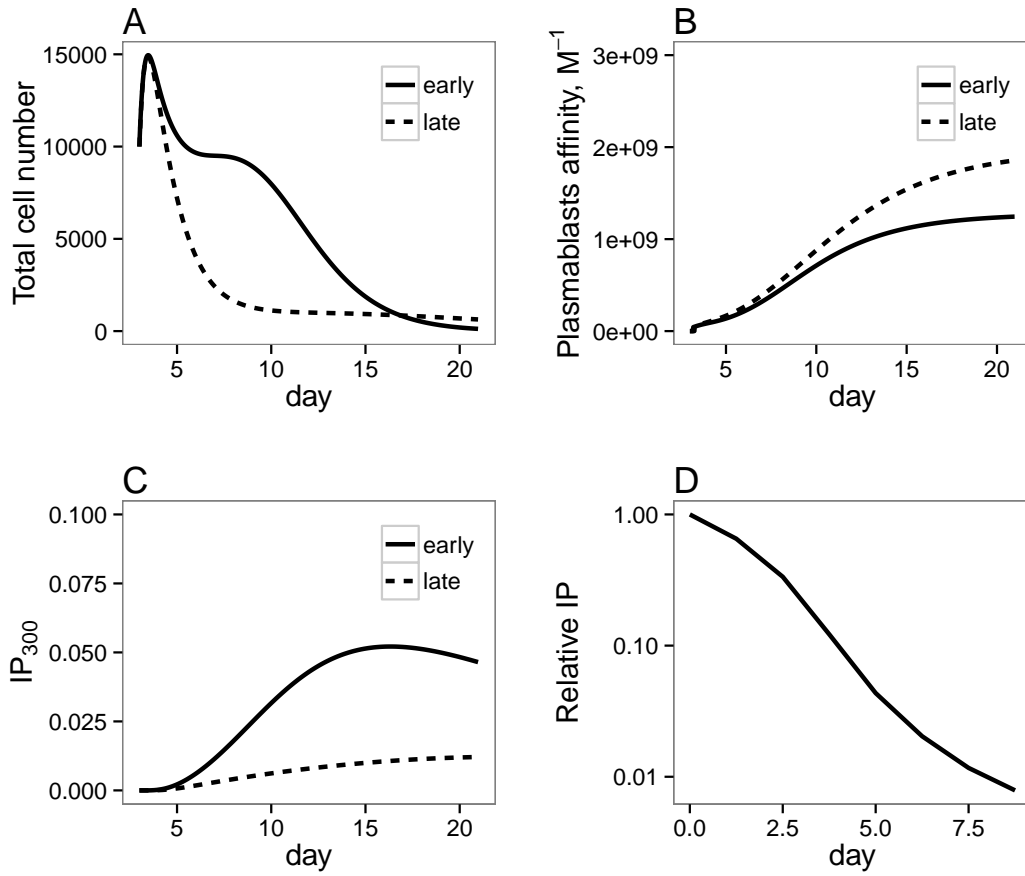 A
Total cell number
15000
10000
5000
0
early
late
5
10
15
20
day
B
Plasmablasts affinity, M⁻¹
3e+09
2e+09
1e+09
0e+00
early
late
5
10
15
20
day
C
IP₃₀₀
0.100
0.075
0.050
0.025
0.000
early
late
5
10
15
20
day
D
Relative IP
1.00
0.10
0.01
0.0
2.5
5.0
7.5
day